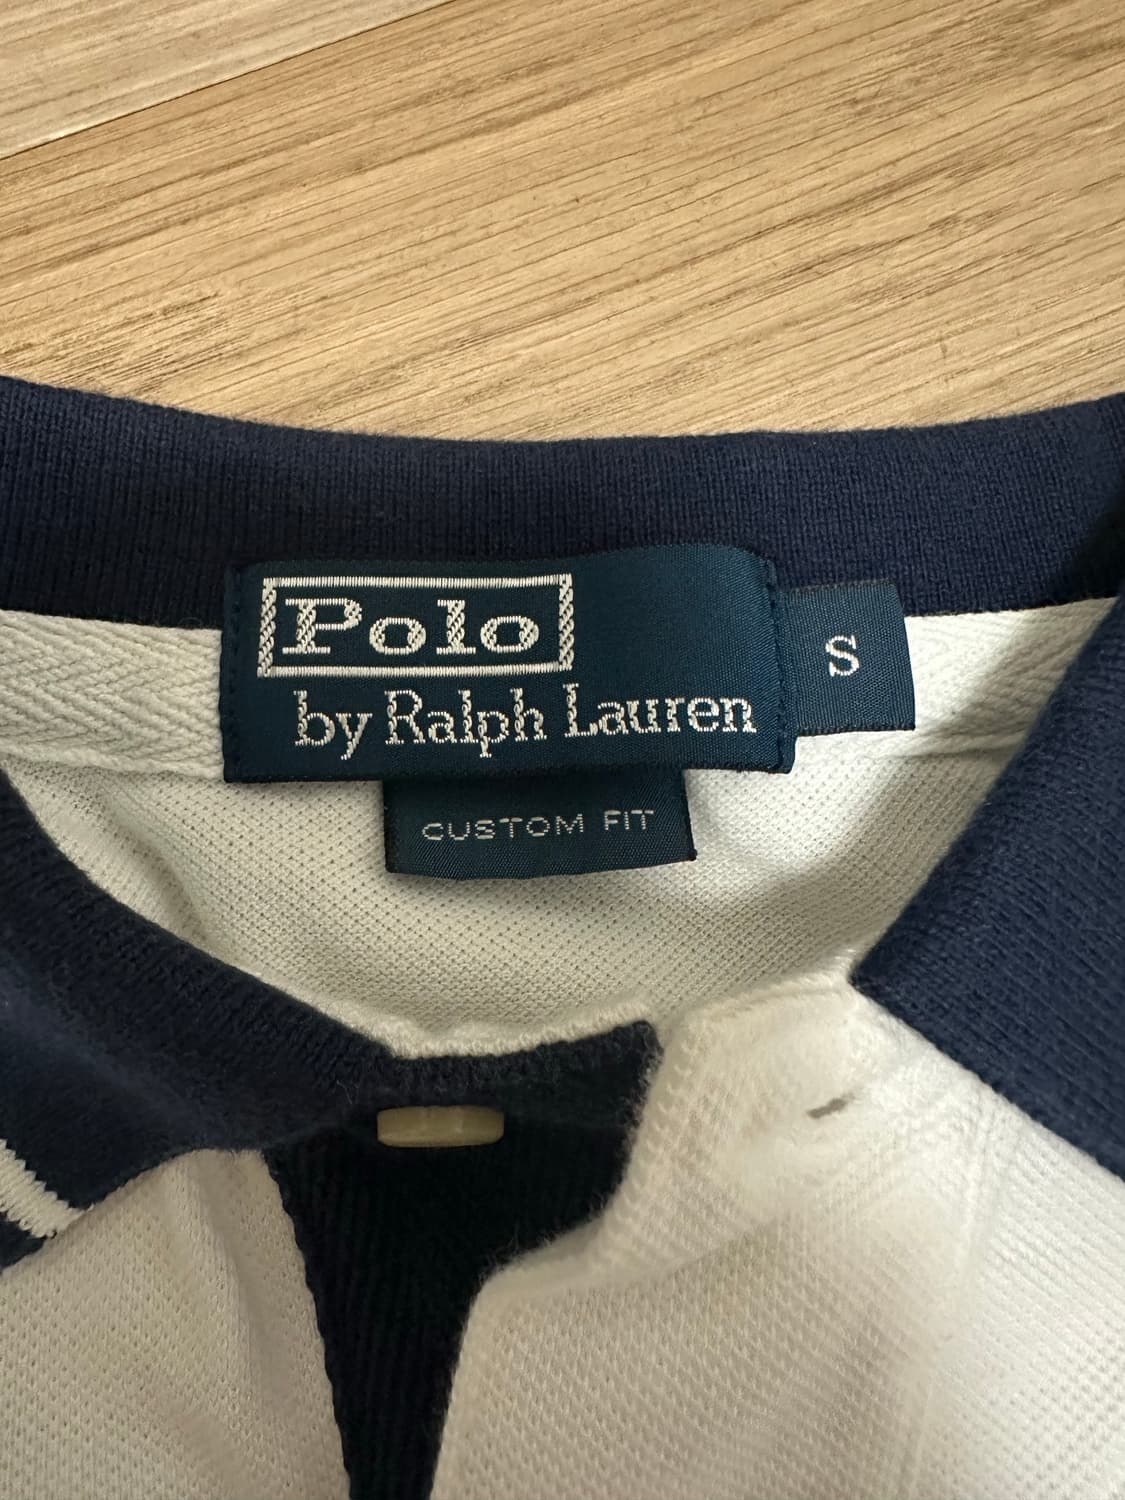 Polo
by Ralph Lauren
S
CUSTOM FIT